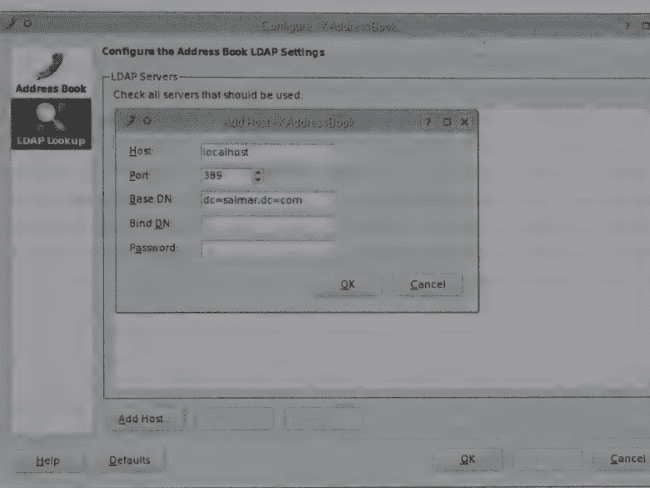 Configure - KAddressBook
Address Book
LDAP Lookup
Configure the Address Book LDAP Settings
LDAP Servers
Check all servers that should be used:
Add Host - KAddressBook
Host: localhost
Port: 389
Base DN: dc=salmar,dc=com
Bind DN:
Password:
OK Cancel
Add Host
Help Defaults OK Cancel